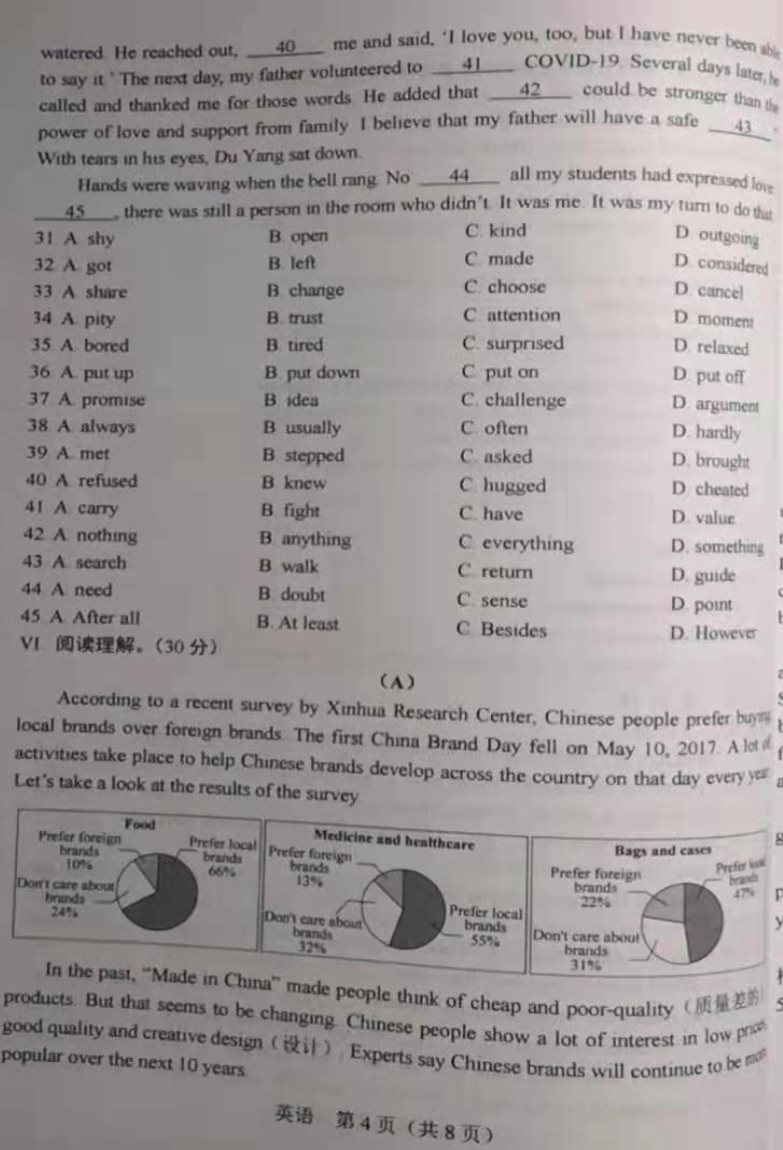 watered. He reached out, 40 me and said, 'I love you, too, but I have never been able
to say it.' The next day, my father volunteered to 41 COVID-19. Several days later, he
called and thanked me for those words. He added that 42 could be stronger than the
power of love and support from family. I believe that my father will have a safe 43.
With tears in his eyes, Du Yang sat down.
Hands were waving when the bell rang. No 44 all my students had expressed love.
45, there was still a person in the room who didn't. It was me. It was my turn to do that
31 A. shy B. open C. kind D. outgoing
32 A. got B. left C. made D. considered
33 A. share B. change C. choose D. cancel
34 A. pity B. trust C. attention D. moment
35 A. bored B. tired C. surprised D. relaxed
36. A. put up B. put down C. put on D. put off
37 A. promise B. idea C. challenge D. argument
38. A. always B. usually C. often D. hardly
39 A. met B. stepped C. asked D. brought
40 A. refused B. knew C. hugged D. cheated
41 A. carry B. fight C. have D. value
42 A. nothing B. anything C. everything D. something
43 A. search B. walk C. return D. guide
44 A. need B. doubt C. sense D. point
45. A. After all B. At least C. Besides D. However
VI 阅读理解。(30 分)
(A)
According to a recent survey by Xinhua Research Center, Chinese people prefer buying
local brands over foreign brands. The first China Brand Day fell on May 10, 2017. A lot of
activities take place to help Chinese brands develop across the country on that day every year
Let's take a look at the results of the survey
Food
Prefer foreign
brands
10%
Prefer local
brands
66%
Don't care about
brands
24%
Medicine and healthcare
Prefer foreign
brands
13%
Don't care about
brands
32%
Prefer local
brands
55%
Bags and cases
Prefer foreign
brands
22%
Prefer local
brands
47%
Don't care about
brands
31%
In the past, "Made in China" made people think of cheap and poor-quality (质量差的)
products. But that seems to be changing. Chinese people show a lot of interest in low prices
good quality and creative design (设计). Experts say Chinese brands will continue to be more
popular over the next 10 years.
英语 第 4 页 (共 8 页)